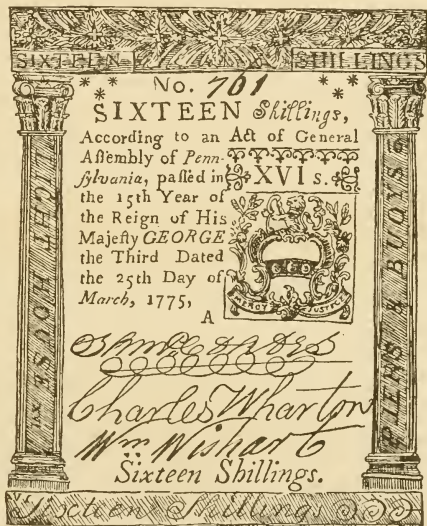 SIXTEEN SHILLINGS
No. 701
SIXTEEN Shillings,
According to an Act of General
Aſſembly of Penn-
ſylvania, paſſed in
the 15th Year of
the Reign of His
Majeſty GEORGE
the Third Dated
the 25th Day of
March, 1775,
A
XVI s.
MERCY JUSTICE
LIGHT HOUSE
PIERS & BUOYS
Charles Wharton
Wm Wishart
Sixteen Shillings.
Sixteen Shillings